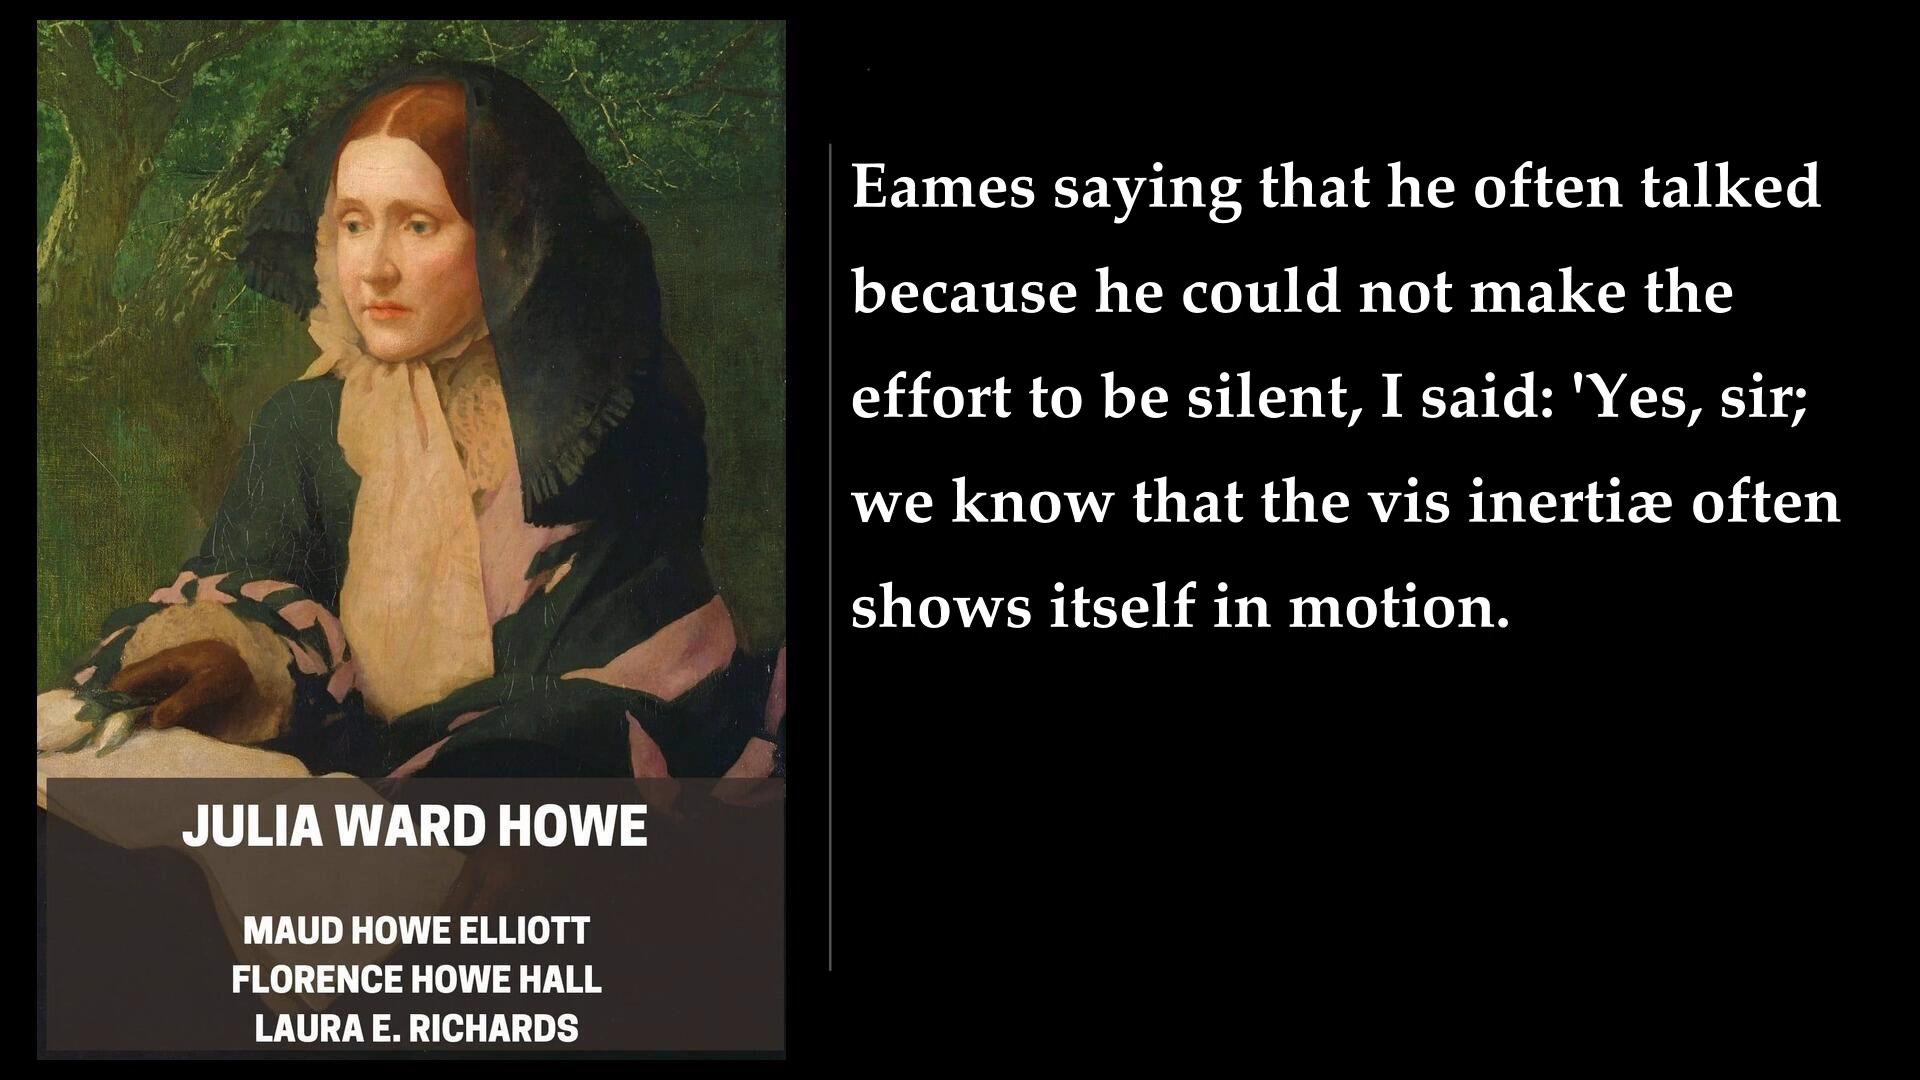 JULIA WARD HOWE
MAUD HOWE ELLIOTT
FLORENCE HOWE HALL
LAURA E. RICHARDS
Eames saying that he often talked
because he could not make the
effort to be silent, I said: 'Yes, sir;
we know that the vis inertiæ often
shows itself in motion.